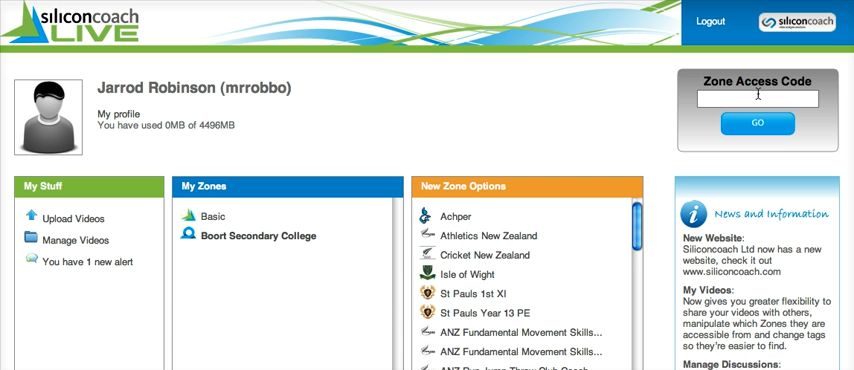 siliconcoach
LIVE
Logout
siliconcoach
Jarrod Robinson (mrrobbo)
My profile
You have used 0MB of 4496MB
Zone Access Code
GO
My Stuff
Upload Videos
Manage Videos
You have 1 new alert
My Zones
Basic
Boort Secondary College
New Zone Options
Achper
Athletics New Zealand
Cricket New Zealand
Isle of Wight
St Pauls 1st XI
St Pauls Year 13 PE
ANZ Fundamental Movement Skills...
ANZ Fundamental Movement Skills...
ANZ Run Jump Throw Club Coach
News and Information
New Website:
Siliconcoach Ltd now has a new
website, check it out
www.siliconcoach.com
My Videos:
Now gives you greater flexibility to
share your videos with others,
manipulate which Zones they are
accessible from and change tags
so they're easier to find.
Manage Discussions: